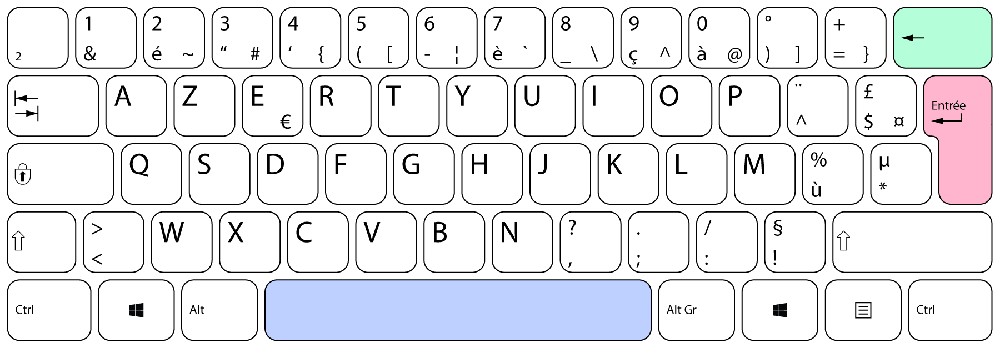 1 2 3 4 5 6 7 8 9 0 ° +
2 & é ~ “ # ‘ { ( [ - ¦ è ` _ \ ç ^ à @ ) ] = }
A Z E R T Y U I O P ¨ £
Entrée
€ ^ $ ¤
Q S D F G H J K L M % µ
ù *
> W X C V B N ? . / §
< , ; : !
Ctrl Alt Alt Gr Ctrl